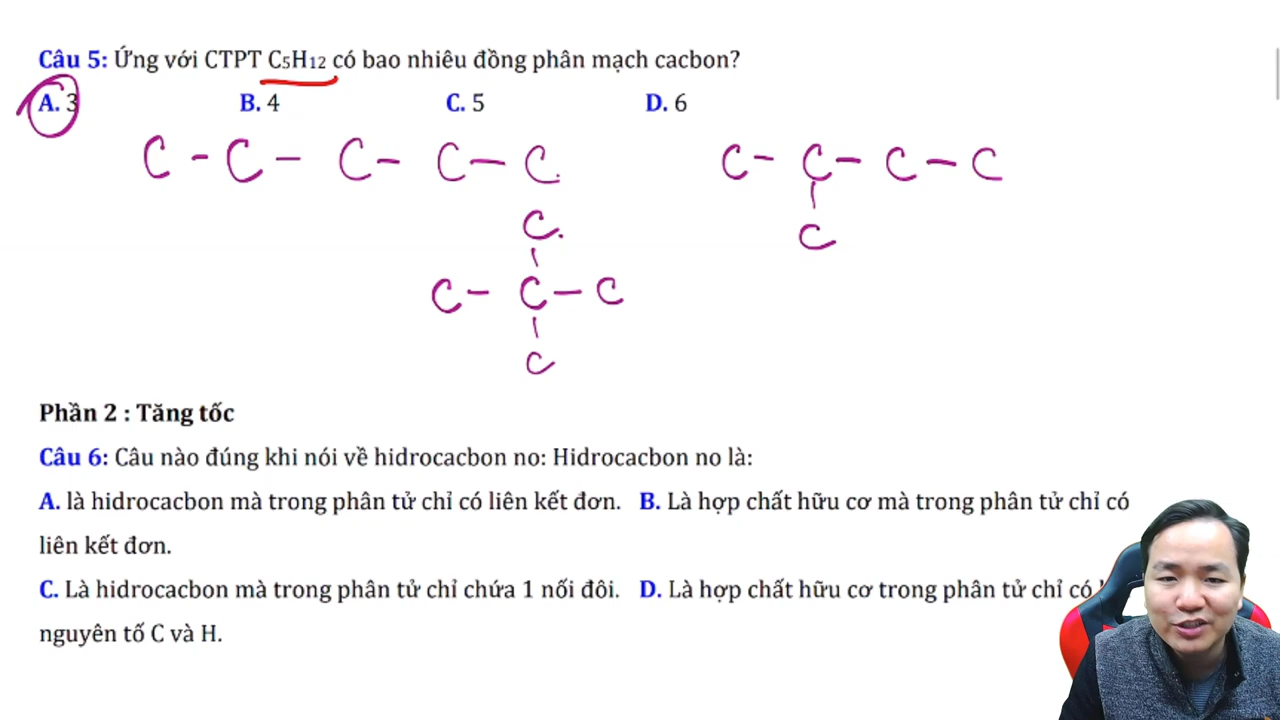 Câu 5: Ứng với CTPT C5H12 có bao nhiêu đồng phân mạch cacbon?
A. 3 B. 4 C. 5 D. 6
C - C - C - C - C. C - C - C - C
C. C
C - C - C
C
Phần 2 : Tăng tốc
Câu 6: Câu nào đúng khi nói về hidrocacbon no: Hidrocacbon no là:
A. là hidrocacbon mà trong phân tử chỉ có liên kết đơn. B. Là hợp chất hữu cơ mà trong phân tử chỉ có
liên kết đơn.
C. Là hidrocacbon mà trong phân tử chỉ chứa 1 nối đôi. D. Là hợp chất hữu cơ trong phân tử chỉ có
nguyên tố C và H.